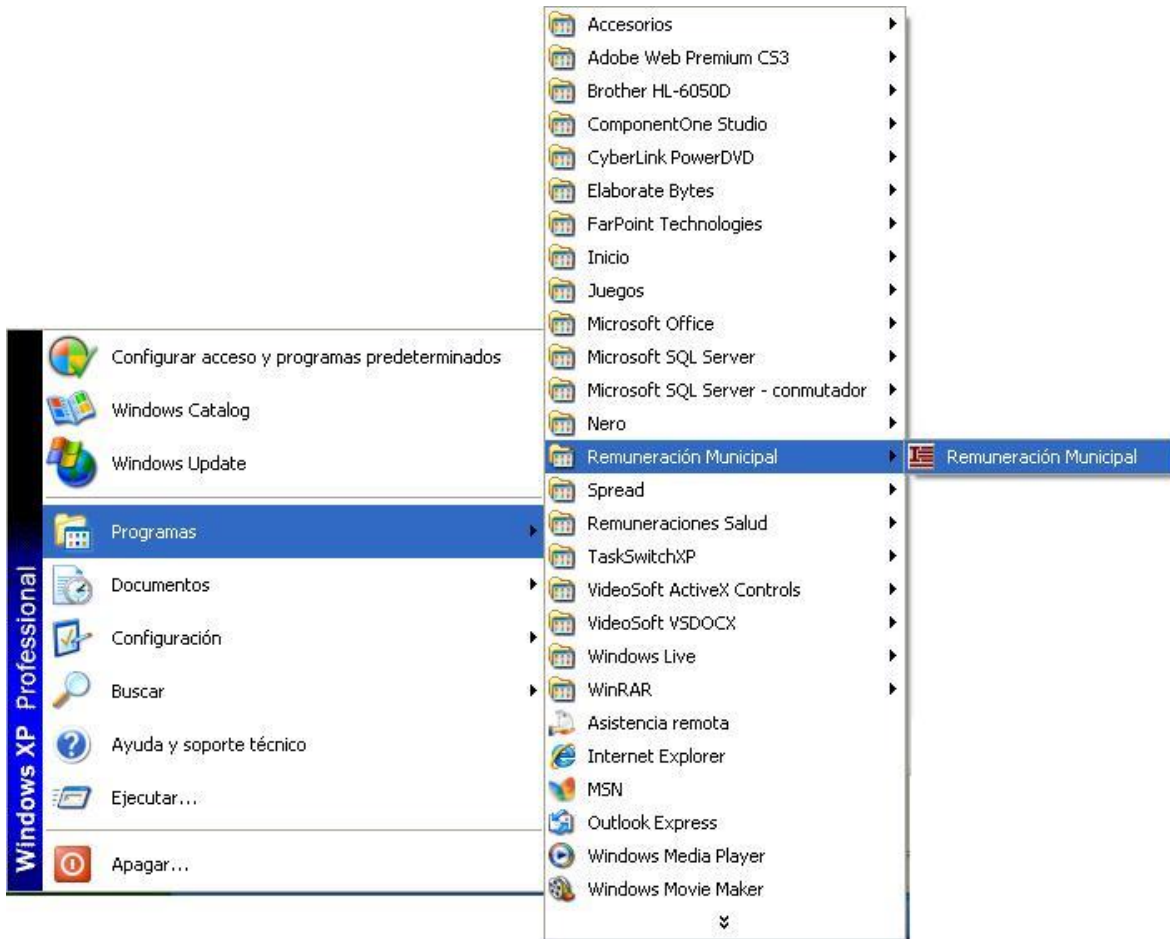 Windows XP Professional
Configurar acceso y programas predeterminados
Windows Catalog
Windows Update
Programas
Documentos
Configuración
Buscar
Ayuda y soporte técnico
Ejecutar...
Apagar...
Accesorios
Adobe Web Premium CS3
Brother HL-6050D
ComponentOne Studio
CyberLink PowerDVD
Elaborate Bytes
FarPoint Technologies
Inicio
Juegos
Microsoft Office
Microsoft SQL Server
Microsoft SQL Server - conmutador
Nero
Remuneración Municipal
Spread
Remuneraciones Salud
TaskSwitchXP
VideoSoft ActiveX Controls
VideoSoft VSDOCX
Windows Live
WinRAR
Asistencia remota
Internet Explorer
MSN
Outlook Express
Windows Media Player
Windows Movie Maker
Remuneración Municipal